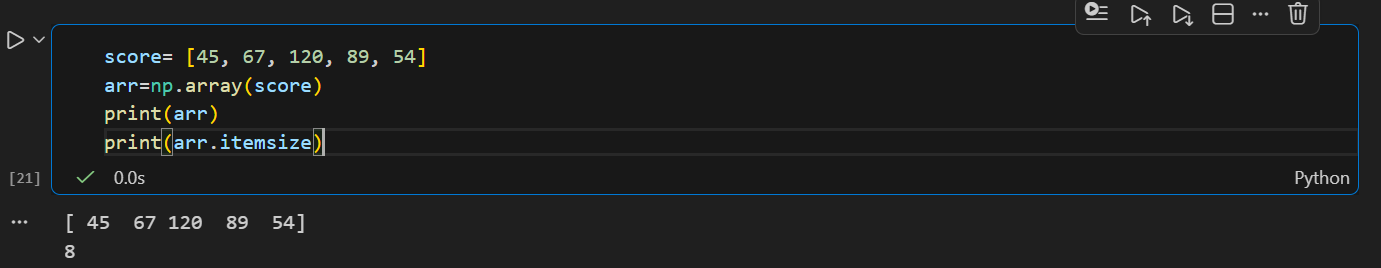 score= [45, 67, 120, 89, 54]
arr=np.array(score)
print(arr)
print(arr.itemsize)
[21] 0.0s Python
[ 45  67 120  89  54]
8